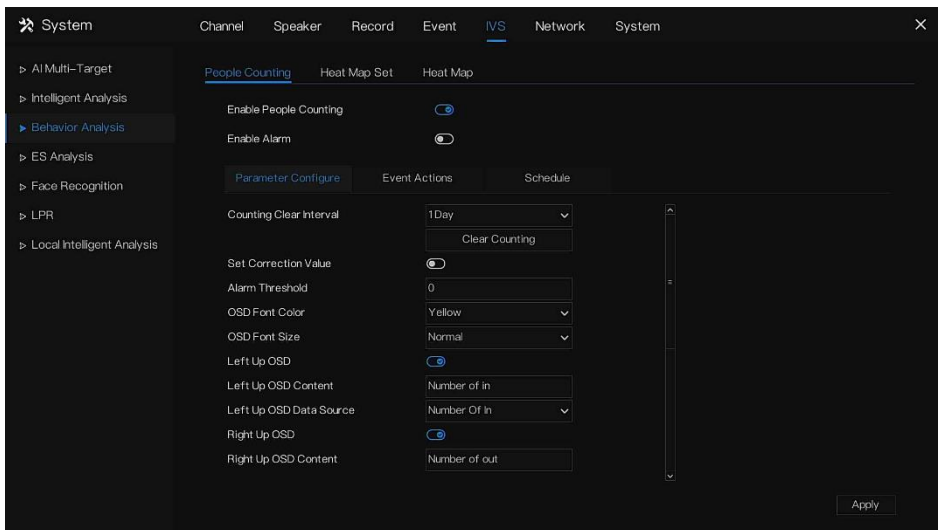 System Channel Speaker Record Event IVS Network System
AI Multi-Target
Intelligent Analysis
Behavior Analysis
ES Analysis
Face Recognition
LPR
Local Intelligent Analysis
People Counting Heat Map Set Heat Map
Enable People Counting
Enable Alarm
Parameter Configure Event Actions Schedule
Counting Clear Interval 1Day
Clear Counting
Set Correction Value
Alarm Threshold 0
OSD Font Color Yellow
OSD Font Size Normal
Left Up OSD
Left Up OSD Content Number of in
Left Up OSD Data Source Number Of In
Right Up OSD
Right Up OSD Content Number of out
Apply